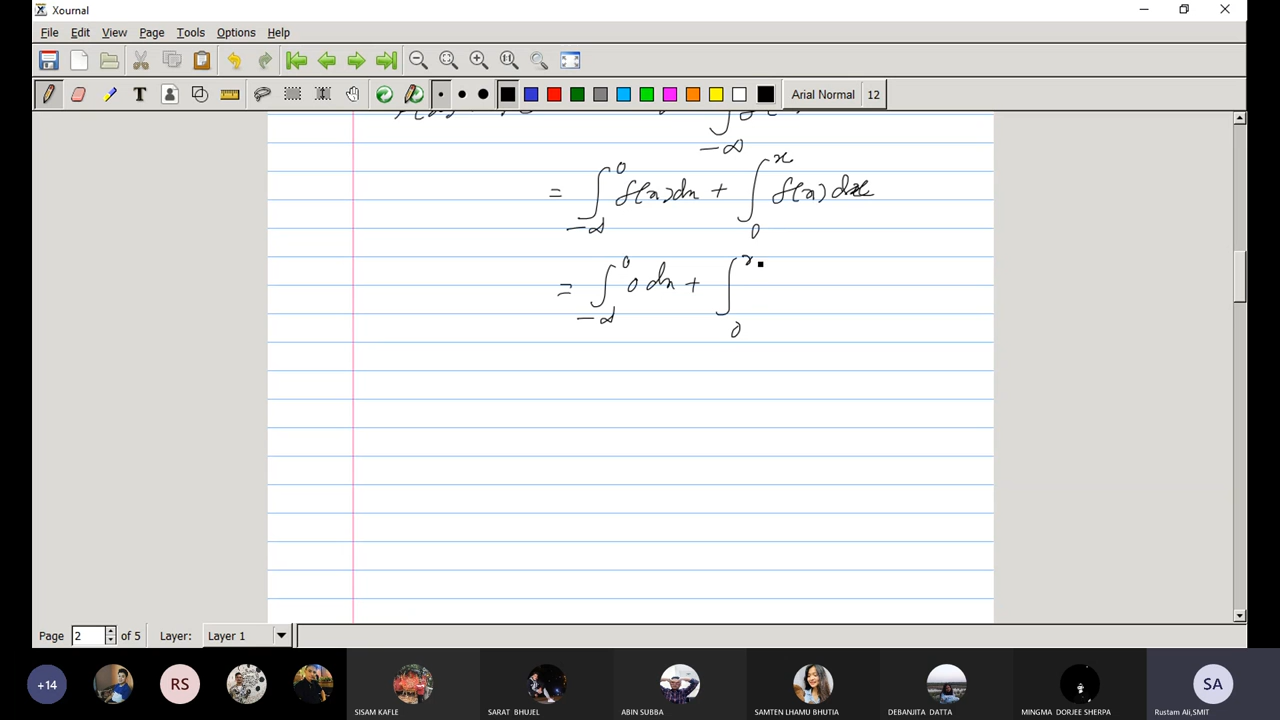 Xournal
File Edit View Page Tools Options Help
Arial Normal 12
−∞
= ∫_{−∞}^{0} f(x)dx + ∫_{0}^{x} f(x)dx
= ∫_{−∞}^{0} 0 dx + ∫_{0}^{x}
Page 2 of 5 Layer: Layer 1
+14 RS SA
SISAM KAFLE SARAT BHUJEL ABIN SUBBA SAMTEN LHAMU BHUTIA DEBANJITA DATTA MINGMA DORJEE SHERPA Rustam Ali,SMIT